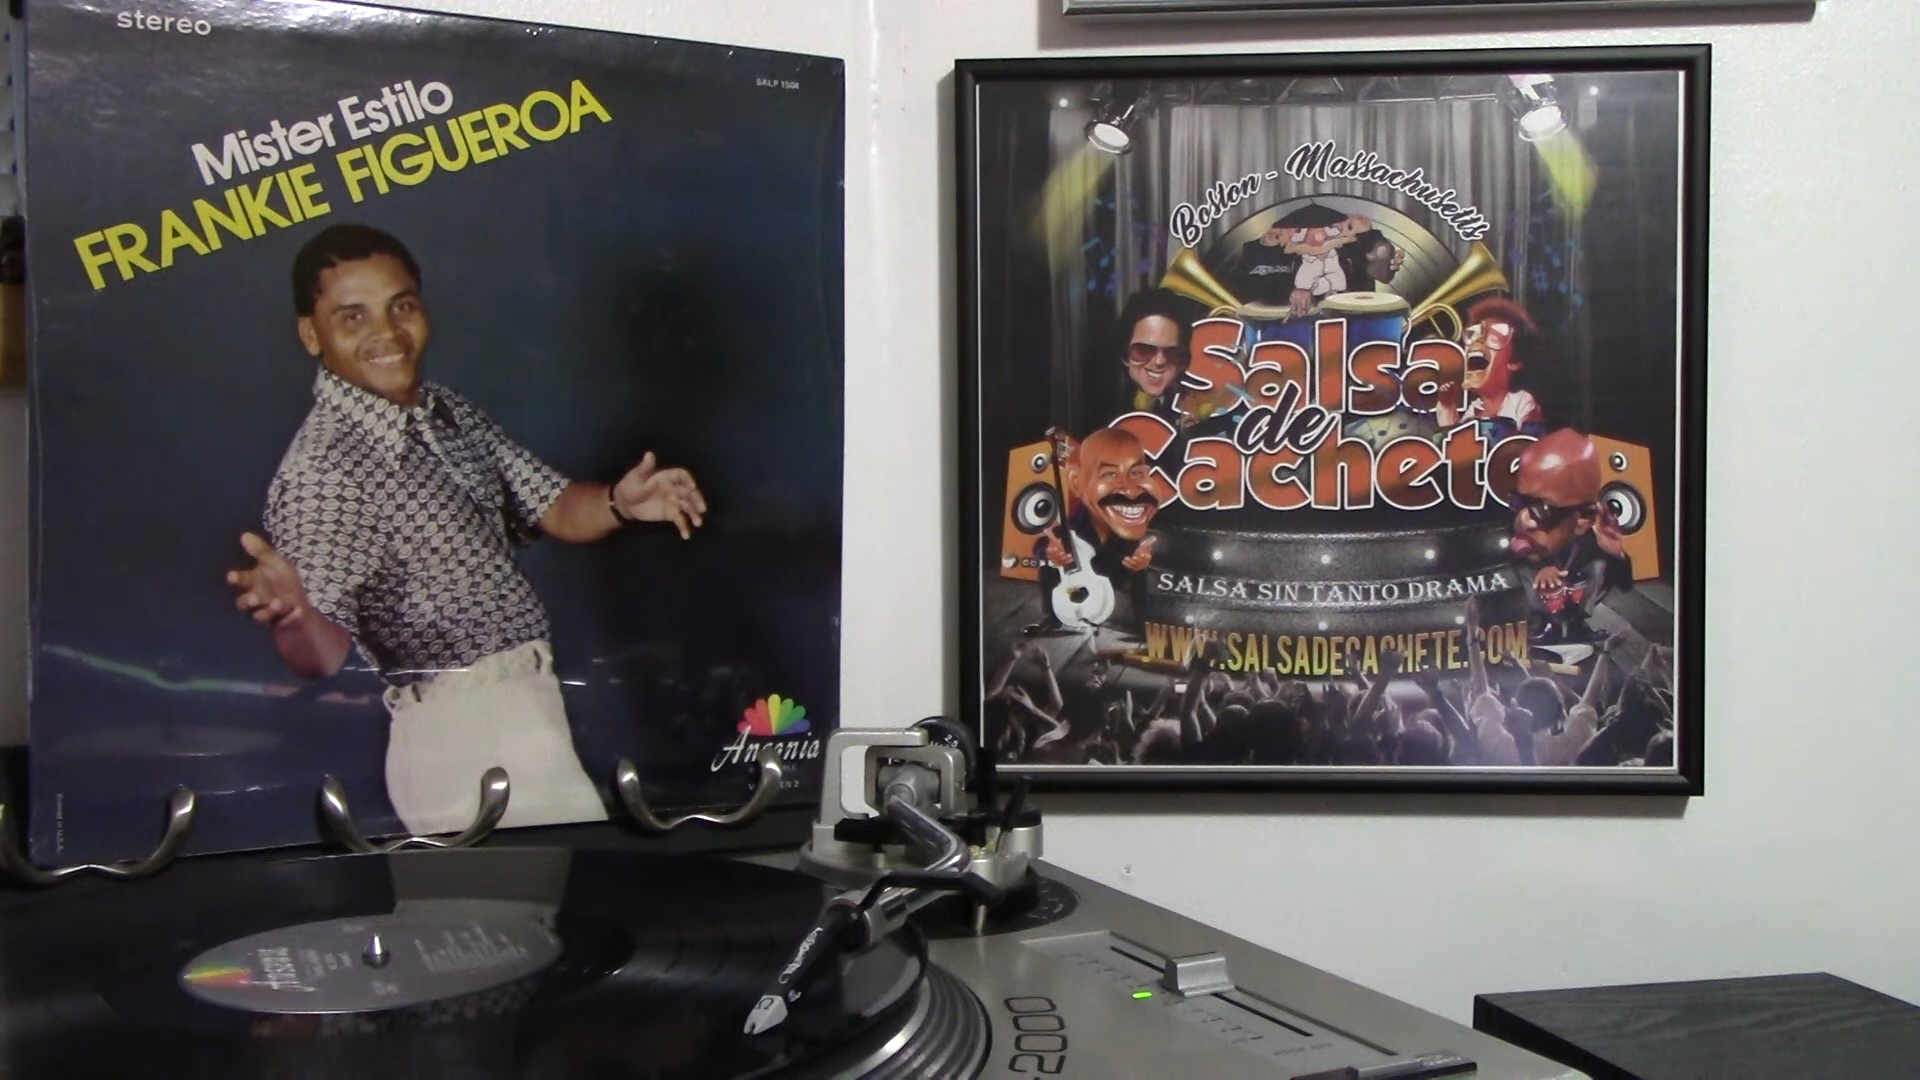 stereo
SALP 1504
Mister Estilo
FRANKIE FIGUEROA
Ansonia
Boston - Massachusetts
Salsa
de
Cachete
SALSA SIN TANTO DRAMA
WWW.SALSADECACHETE.COM
Ansonia